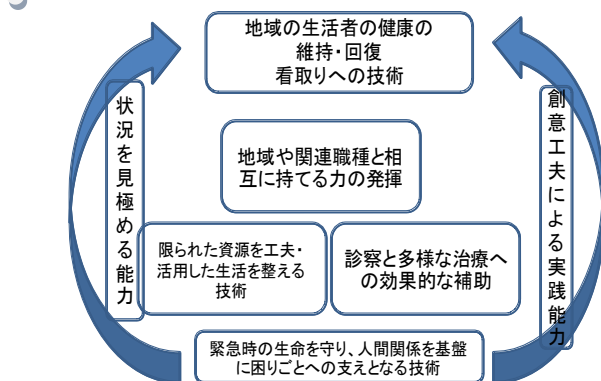 地域の生活者の健康の
維持・回復
看取りへの技術
状況を見極める能力
創意工夫による実践能力
地域や関連職種と相
互に持てる力の発揮
限られた資源を工夫・
活用した生活を整える
技術
診察と多様な治療へ
の効果的な補助
緊急時の生命を守り、人間関係を基盤
に困りごとへの支えとなる技術